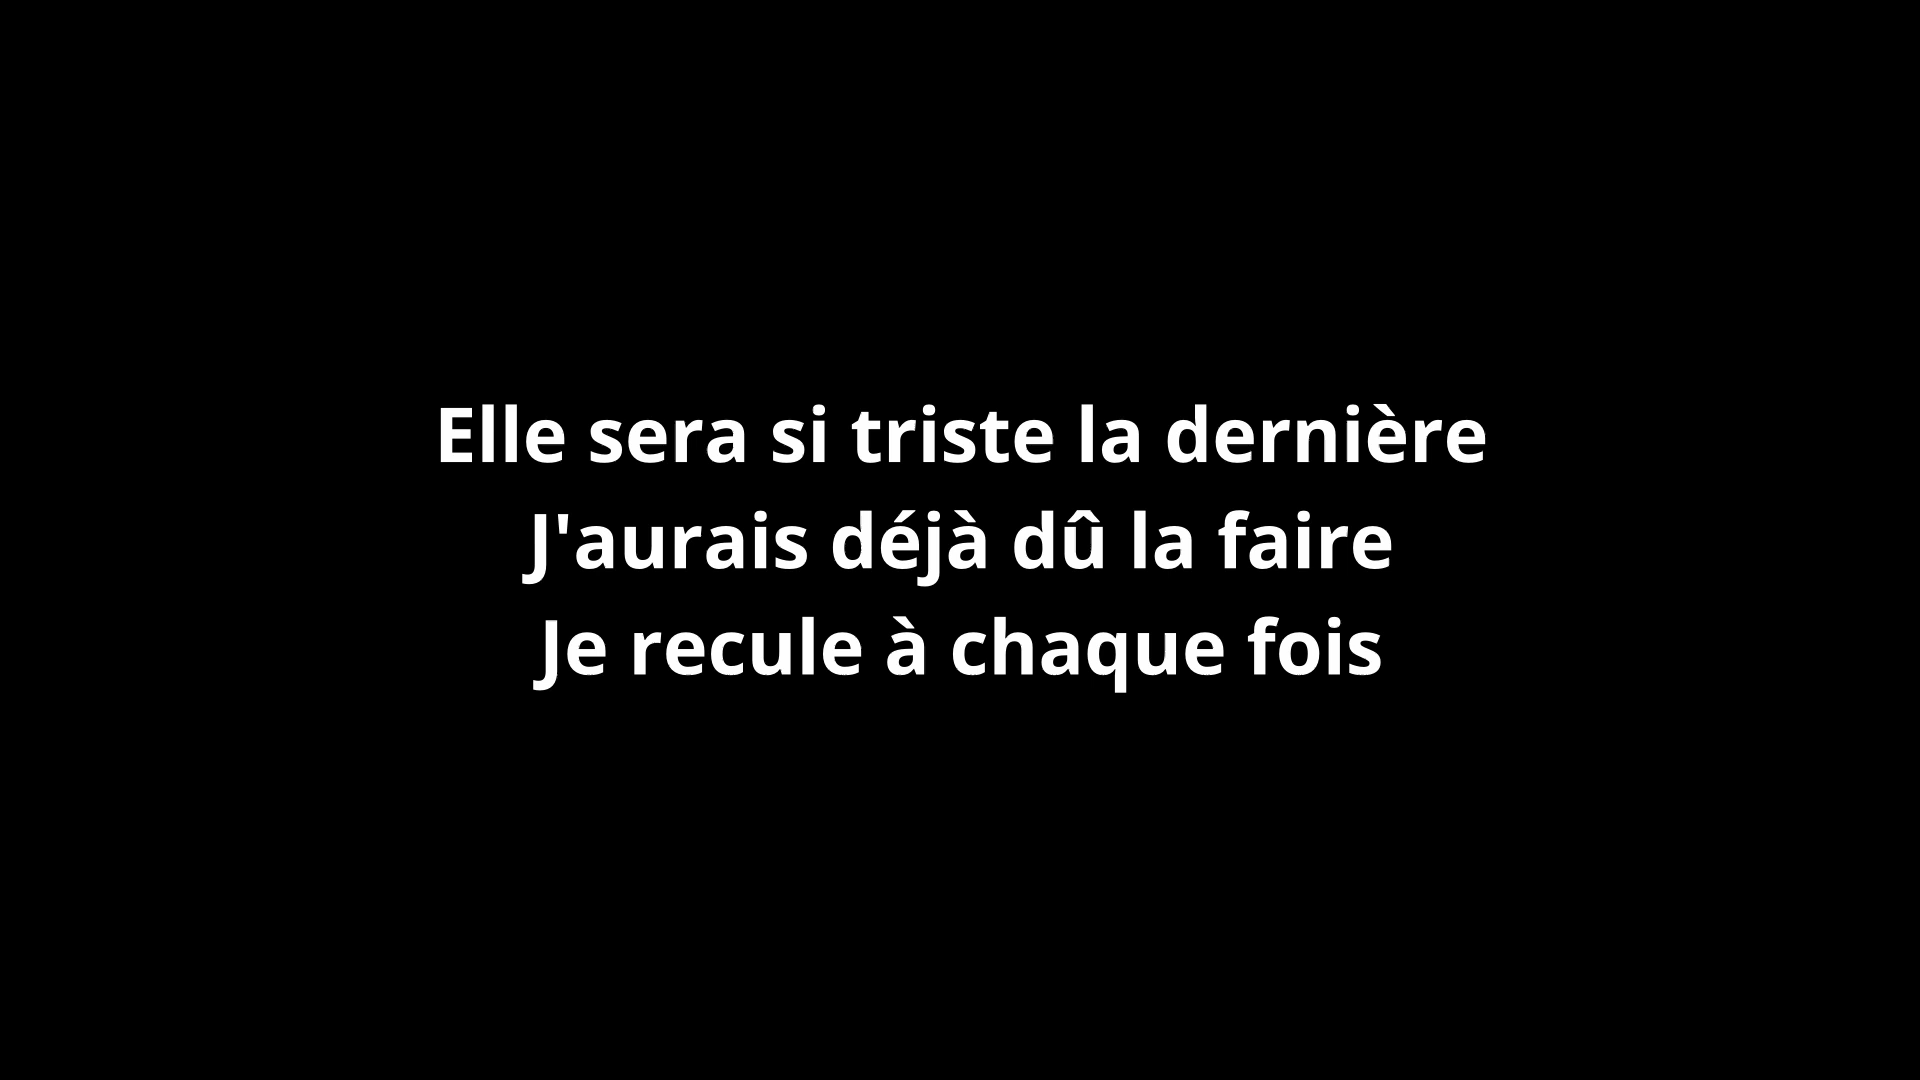 Elle sera si triste la dernière
J'aurais déjà dû la faire
Je recule à chaque fois